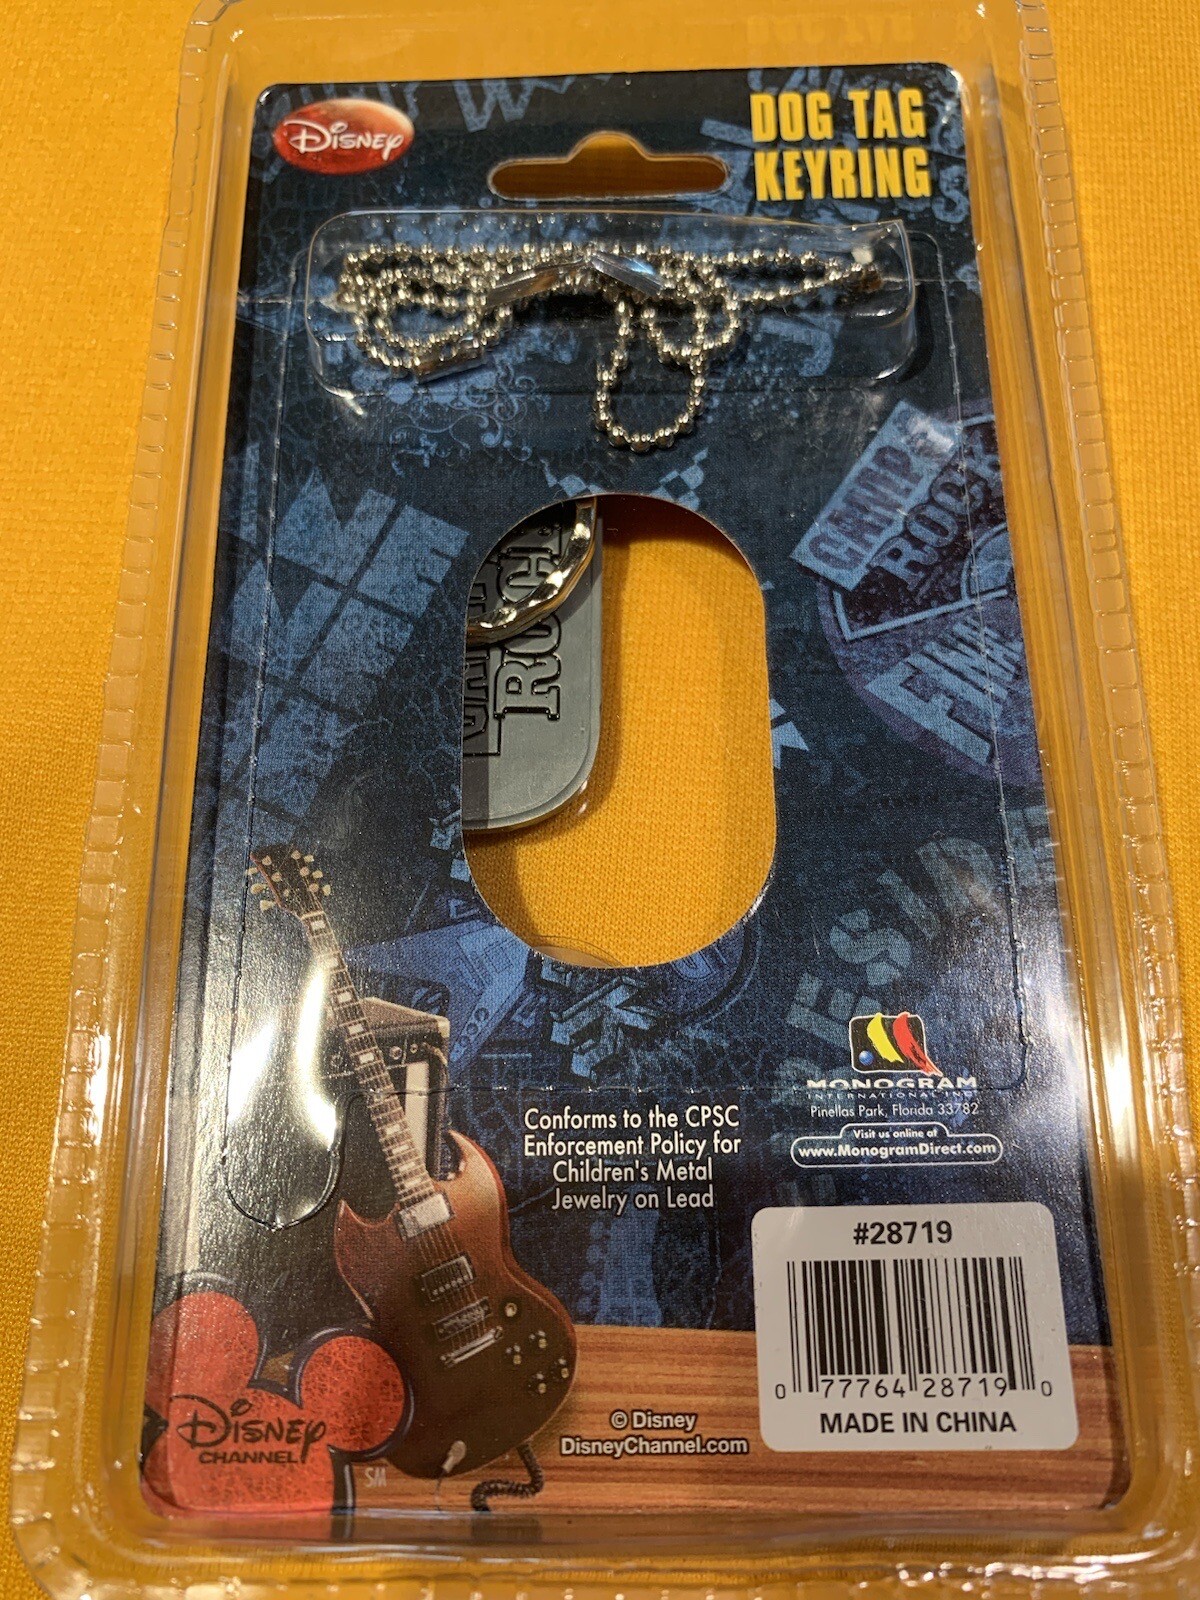 Disney
DOG TAG
KEYRING
CAMP
ROCK
FINAL
ROCK
MONOGRAM
INTERNATIONAL INC.
Pinellas Park, Florida 33782
Visit us online at
www.MonogramDirect.com
Conforms to the CPSC
Enforcement Policy for
Children's Metal
Jewelry on Lead
#28719
0 77764 28719 0
MADE IN CHINA
© Disney
DisneyChannel.com
Disney
CHANNEL
SM